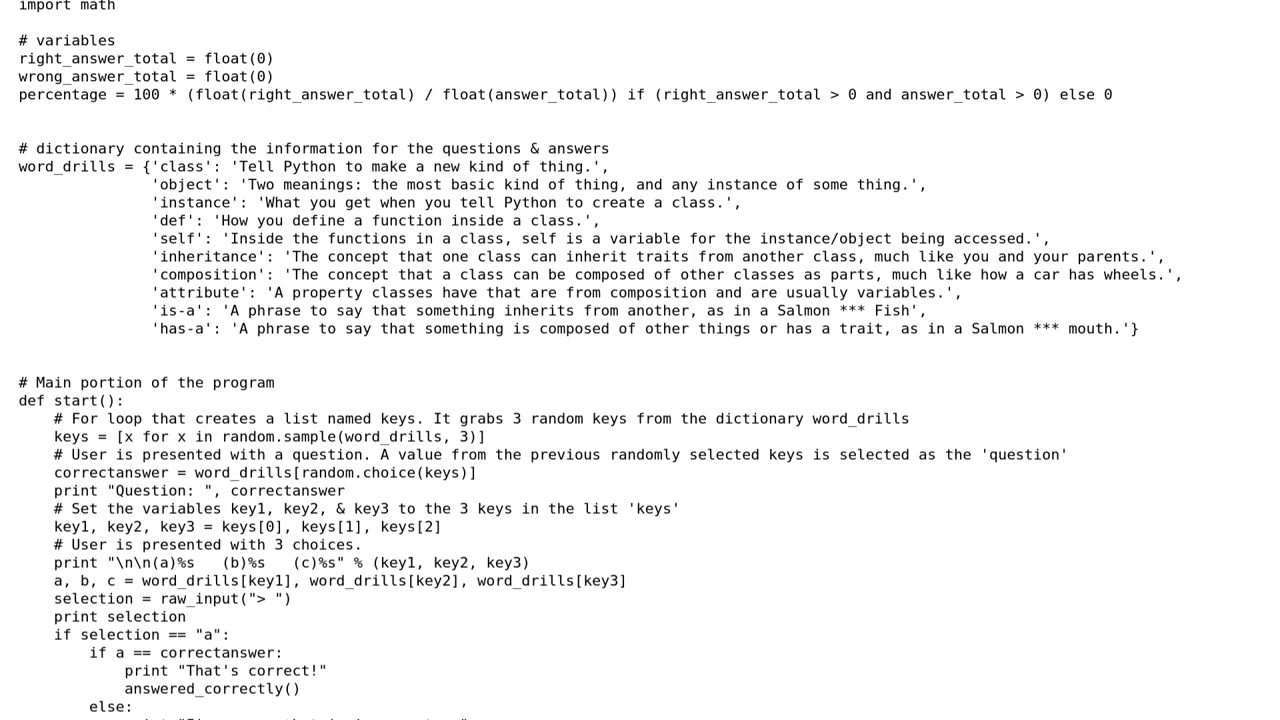 import math
# variables
right_answer_total = float(0)
wrong_answer_total = float(0)
percentage = 100 * (float(right_answer_total) / float(answer_total)) if (right_answer_total > 0 and answer_total > 0) else 0
# dictionary containing the information for the questions & answers
word_drills = {'class': 'Tell Python to make a new kind of thing.',
'object': 'Two meanings: the most basic kind of thing, and any instance of some thing.',
'instance': 'What you get when you tell Python to create a class.',
'def': 'How you define a function inside a class.',
'self': 'Inside the functions in a class, self is a variable for the instance/object being accessed.',
'inheritance': 'The concept that one class can inherit traits from another class, much like you and your parents.',
'composition': 'The concept that a class can be composed of other classes as parts, much like how a car has wheels.',
'attribute': 'A property classes have that are from composition and are usually variables.',
'is-a': 'A phrase to say that something inherits from another, as in a Salmon *** Fish',
'has-a': 'A phrase to say that something is composed of other things or has a trait, as in a Salmon *** mouth.'}
# Main portion of the program
def start():
# For loop that creates a list named keys. It grabs 3 random keys from the dictionary word_drills
keys = [x for x in random.sample(word_drills, 3)]
# User is presented with a question. A value from the previous randomly selected keys is selected as the 'question'
correctanswer = word_drills[random.choice(keys)]
print "Question: ", correctanswer
# Set the variables key1, key2, & key3 to the 3 keys in the list 'keys'
key1, key2, key3 = keys[0], keys[1], keys[2]
# User is presented with 3 choices.
print "\n\n(a)%s   (b)%s   (c)%s" % (key1, key2, key3)
a, b, c = word_drills[key1], word_drills[key2], word_drills[key3]
selection = raw_input("> ")
print selection
if selection == "a":
if a == correctanswer:
print "That's correct!"
answered_correctly()
else: